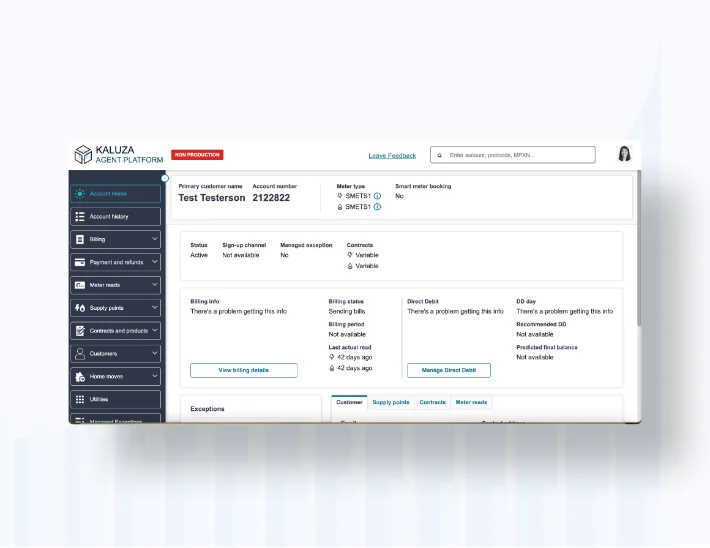 KALUZA
AGENT PLATFORM
NON PRODUCTION
Leave Feedback
Enter account, postcode, MPXN...
Account Home
Account history
Billing
Payment and refunds
Meter reads
Supply points
Contracts and products
Customers
Home moves
Utilities
Managed Exceptions
Primary customer name
Test Testerson
Account number
2122822
Meter type
SMETS1
SMETS1
Smart meter booking
No
Status
Active
Sign-up channel
Not available
Managed exception
No
Contracts
Variable
Variable
Billing info
There's a problem getting this info
View billing details
Billing status
Sending bills
Billing period
Not available
Last actual read
42 days ago
42 days ago
Direct Debit
There's a problem getting this info
Manage Direct Debit
DD day
There's a problem getting this info
Recommended DD
Not available
Predicted final balance
Not available
Exceptions
Customer
Supply points
Contracts
Meter reads